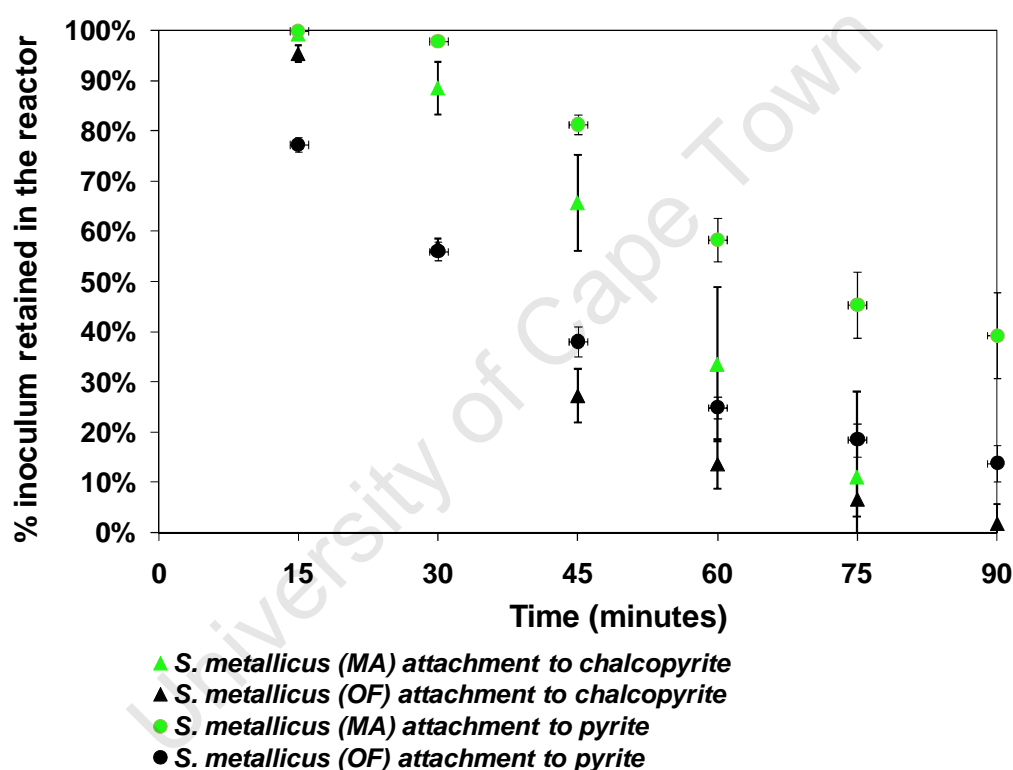 100%
90%
80%
70%
60%
50%
40%
30%
20%
10%
0%
% inoculum retained in the reactor
0 15 30 45 60 75 90
Time (minutes)
S. metallicus (MA) attachment to chalcopyrite
S. metallicus (OF) attachment to chalcopyrite
S. metallicus (MA) attachment to pyrite
S. metallicus (OF) attachment to pyrite
University of Cape Town